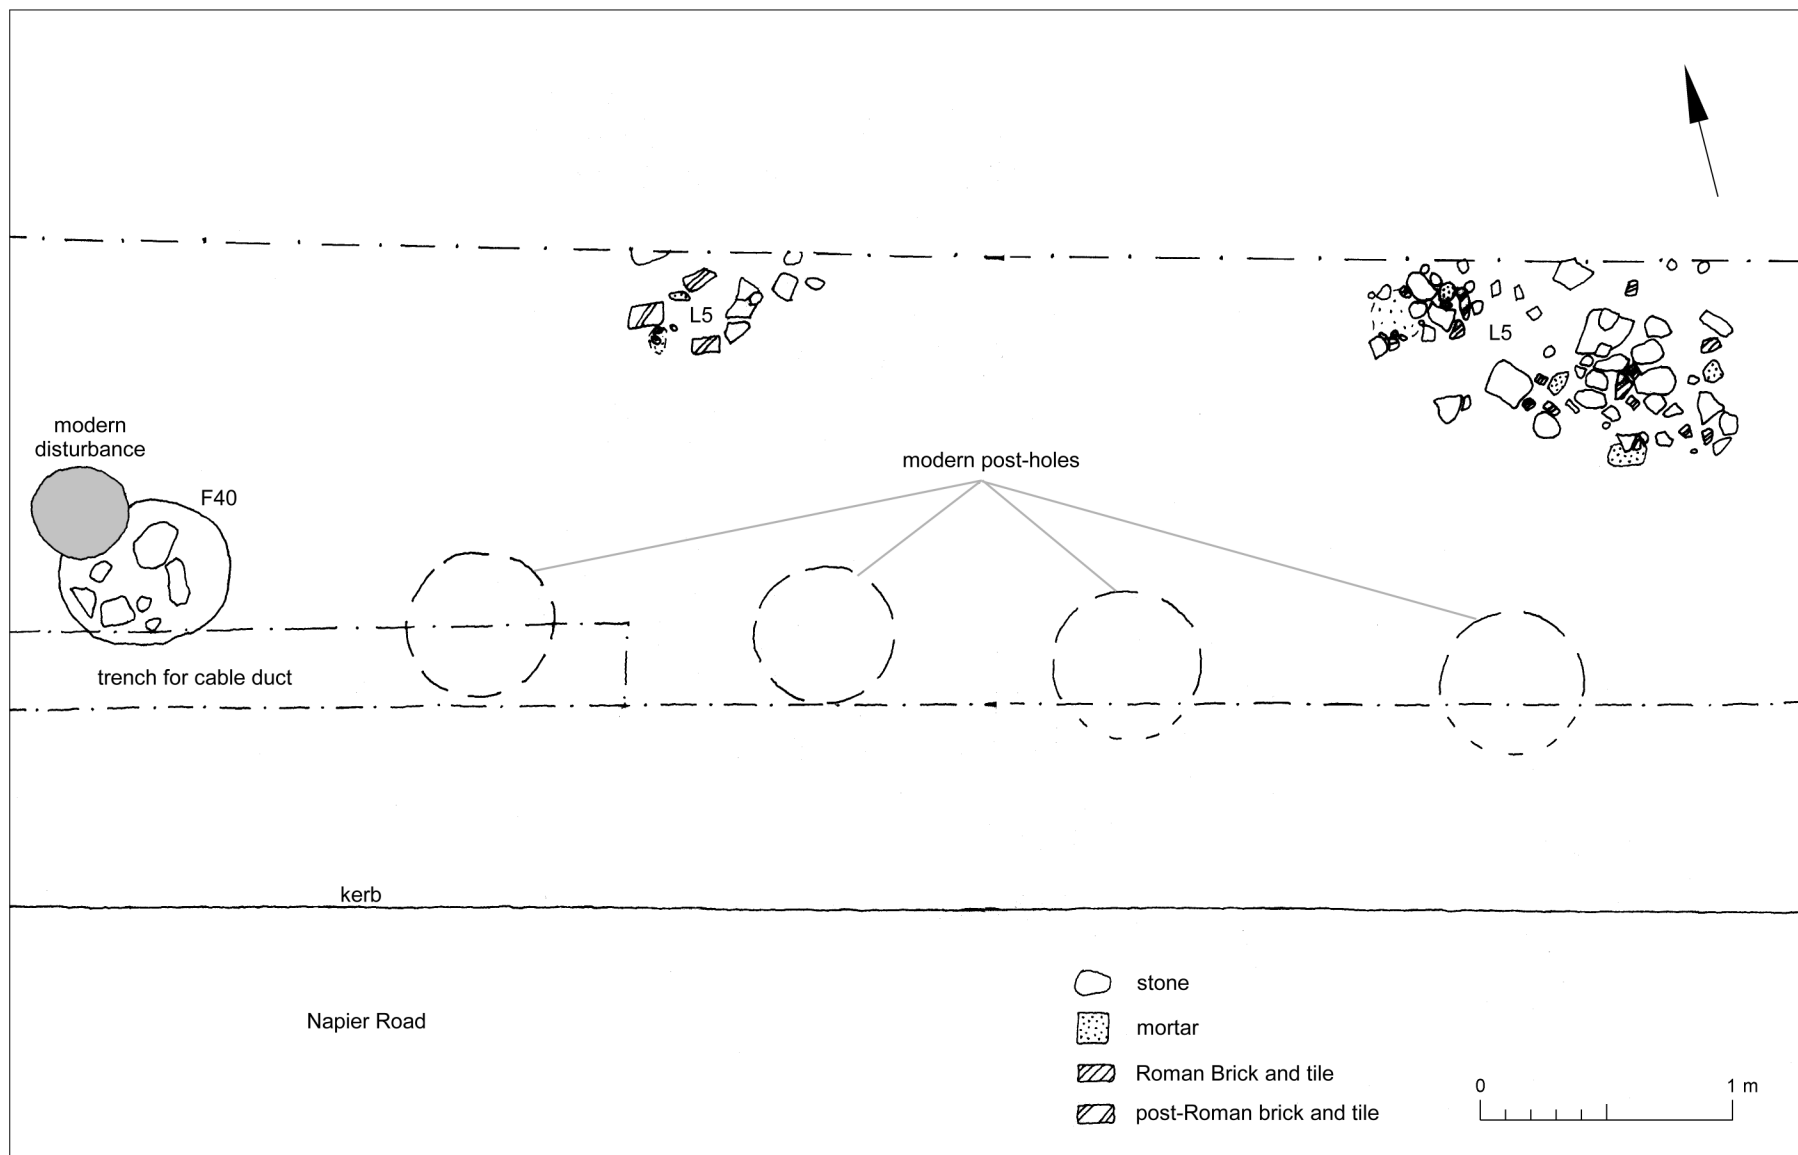 L5
L5
modern
disturbance
F40
modern post-holes
trench for cable duct
kerb
Napier Road
stone
mortar
Roman Brick and tile
post-Roman brick and tile
0 1 m